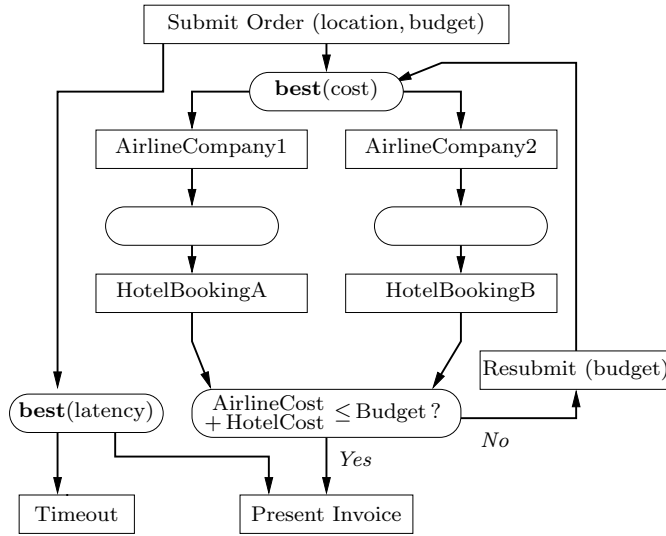 Submit Order (location, budget)
best(cost)
AirlineCompany1
AirlineCompany2
HotelBookingA
HotelBookingB
Resubmit (budget)
best(latency)
AirlineCost
+ HotelCost ≤ Budget ?
No
Yes
Timeout
Present Invoice